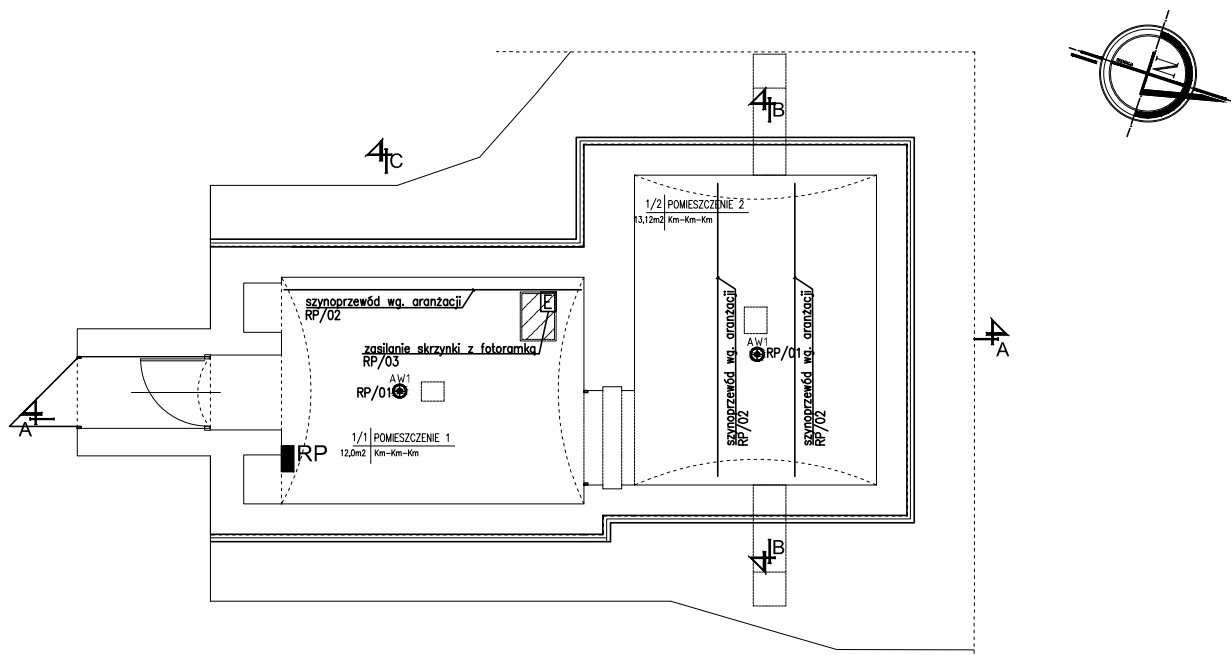 N
B
C
1/2 POMIESZCZENIE 2
13,12m2 Km-Km-Km
szynoprzewód wg. aranżacji
RP/02
E
zasilanie skrzynki z fotoramką
RP/03
AW1
RP/01
szynoprzewód wg. aranżacji
RP/02
szynoprzewód wg. aranżacji
RP/02
AW1
RP/01
A
A
1/1 POMIESZCZENIE 1
12,0m2 Km-Km-Km
RP
B